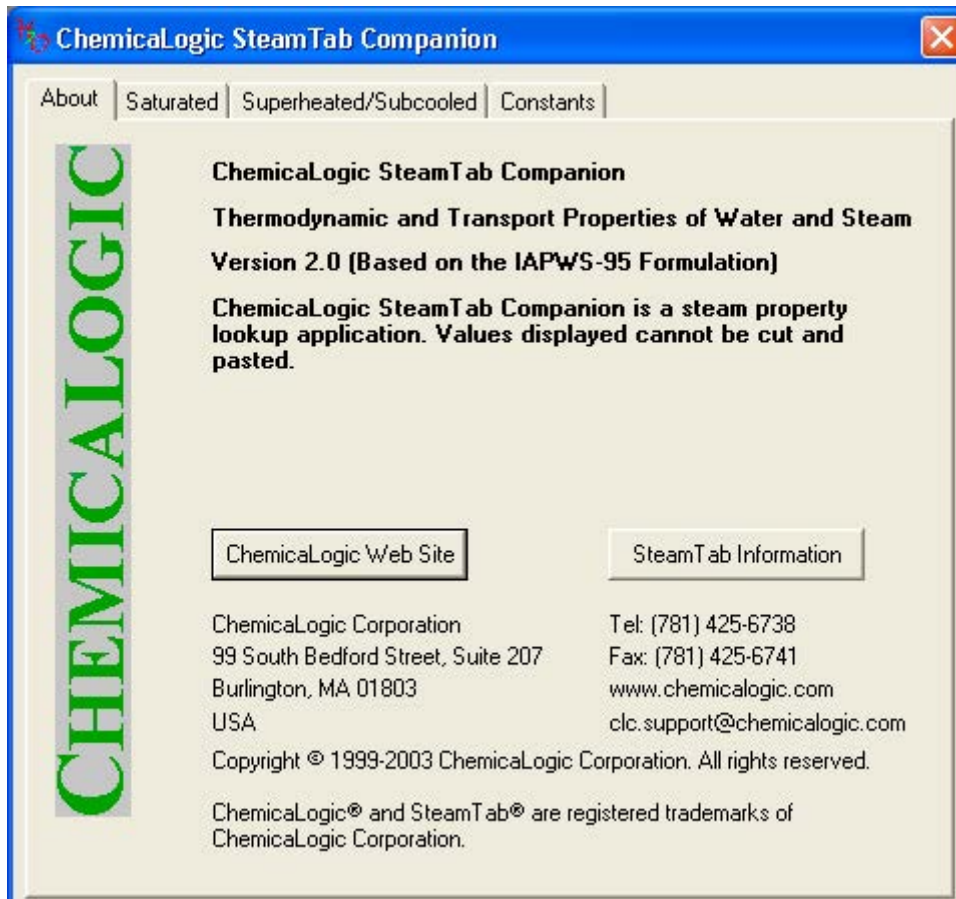 ChemicaLogic SteamTab Companion
About
Saturated
Superheated/Subcooled
Constants
CHEMICALOGIC
ChemicaLogic SteamTab Companion
Thermodynamic and Transport Properties of Water and Steam
Version 2.0 (Based on the IAPWS-95 Formulation)
ChemicaLogic SteamTab Companion is a steam property
lookup application. Values displayed cannot be cut and
pasted.
ChemicaLogic Web Site
SteamTab Information
ChemicaLogic Corporation
99 South Bedford Street, Suite 207
Burlington, MA 01803
USA
Tel: (781) 425-6738
Fax: (781) 425-6741
www.chemicalogic.com
clc.support@chemicalogic.com
Copyright © 1999-2003 ChemicaLogic Corporation. All rights reserved.
ChemicaLogic® and SteamTab® are registered trademarks of
ChemicaLogic Corporation.